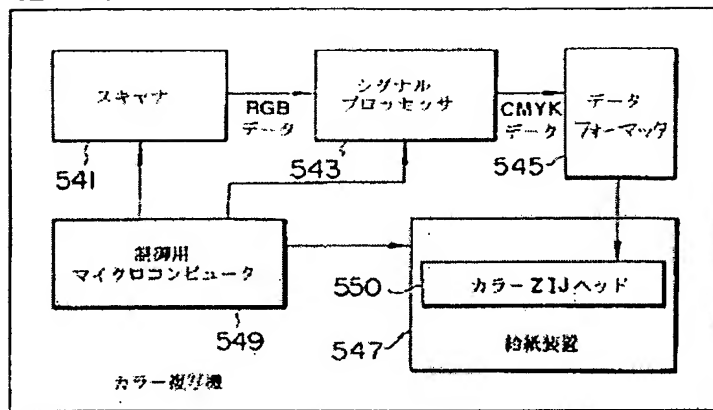 スキャナ
541
RGB
データ
シグナル
プロッセッサ
543
CMYK
データ
データ
フォーマッタ
545
制御用
マイクロコンピュータ
549
550
カラーZIJヘッド
547
給紙装置
カラー複写機